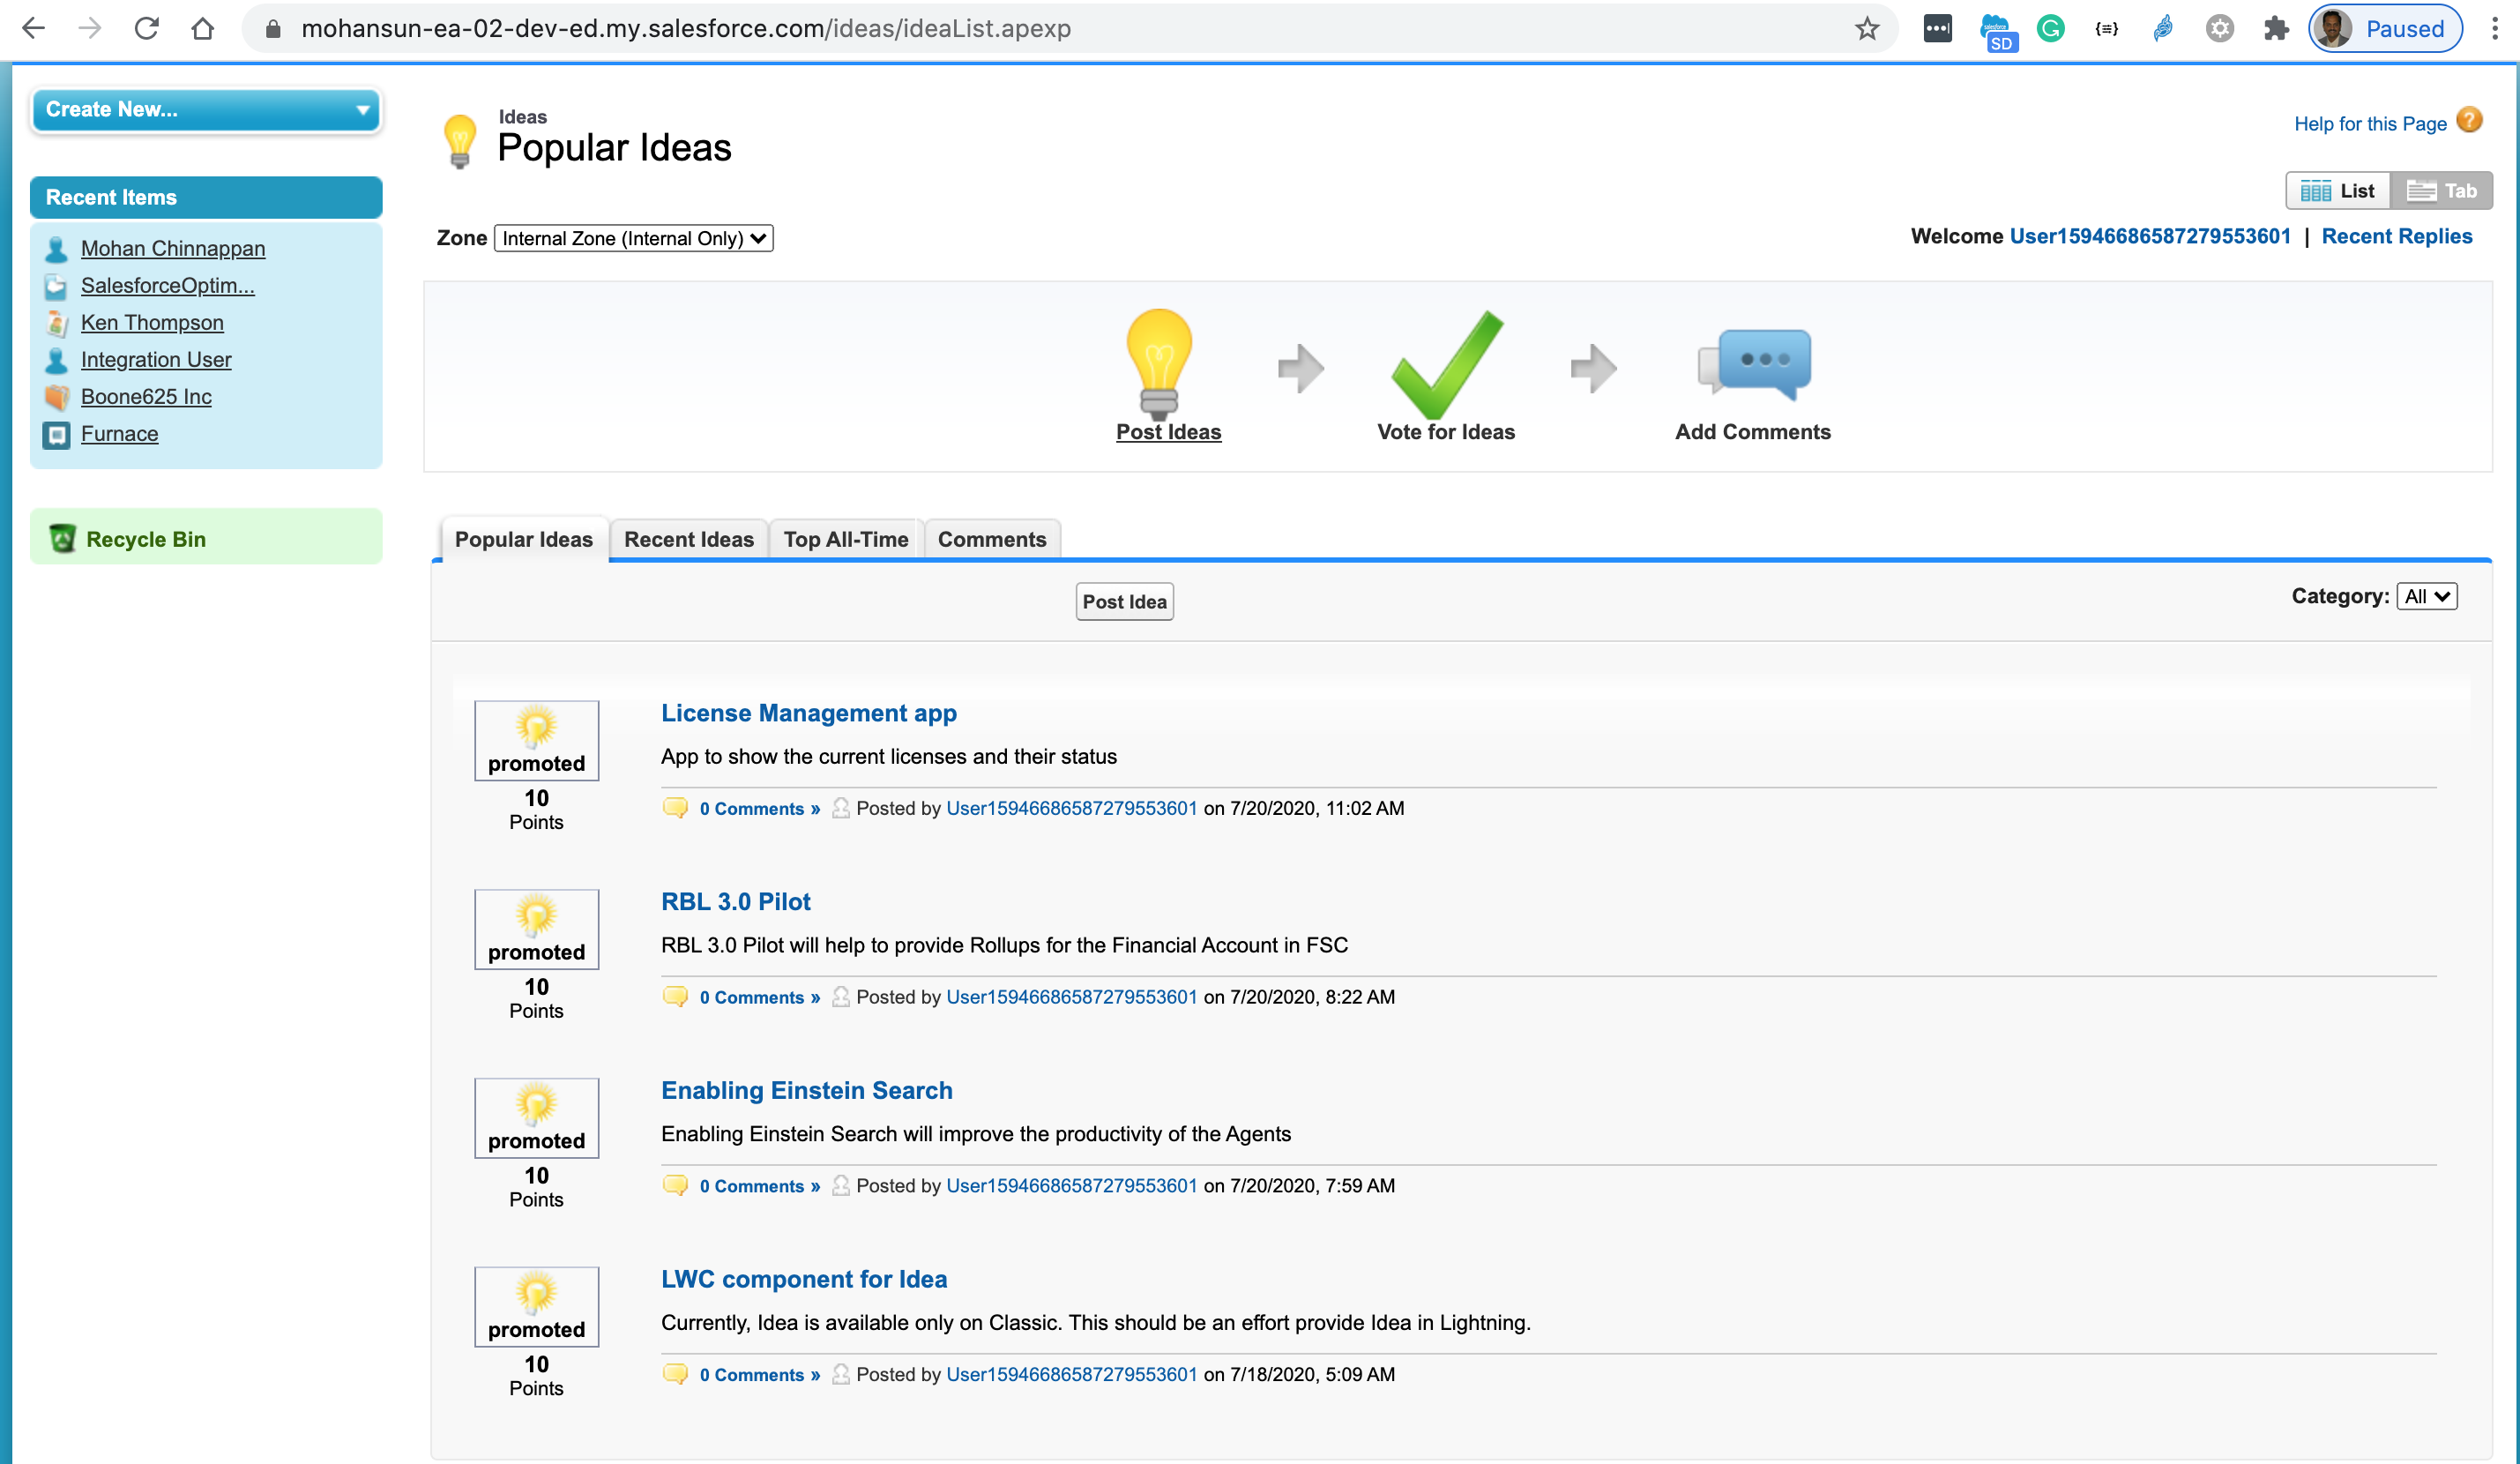 mohansun-ea-02-dev-ed.my.salesforce.com/ideas/ideaList.apexp
SD
Paused
Create New...
Recent Items
Mohan Chinnappan
SalesforceOptim...
Ken Thompson
Integration User
Boone625 Inc
Furnace
Recycle Bin
Ideas
Popular Ideas
Help for this Page
List Tab
Zone Internal Zone (Internal Only)
Welcome User15946686587279553601 | Recent Replies
Post Ideas Vote for Ideas Add Comments
Popular Ideas Recent Ideas Top All-Time Comments
Post Idea
Category: All
promoted
10
Points
License Management app
App to show the current licenses and their status
0 Comments » Posted by User15946686587279553601 on 7/20/2020, 11:02 AM
promoted
10
Points
RBL 3.0 Pilot
RBL 3.0 Pilot will help to provide Rollups for the Financial Account in FSC
0 Comments » Posted by User15946686587279553601 on 7/20/2020, 8:22 AM
promoted
10
Points
Enabling Einstein Search
Enabling Einstein Search will improve the productivity of the Agents
0 Comments » Posted by User15946686587279553601 on 7/20/2020, 7:59 AM
promoted
10
Points
LWC component for Idea
Currently, Idea is available only on Classic. This should be an effort provide Idea in Lightning.
0 Comments » Posted by User15946686587279553601 on 7/18/2020, 5:09 AM